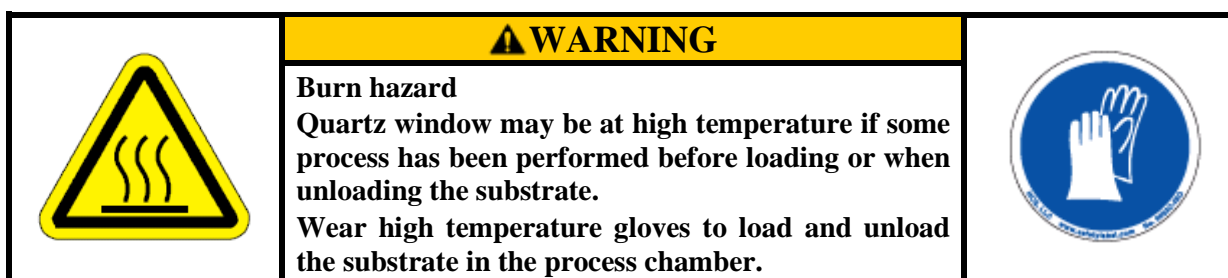 WARNING
Burn hazard
Quartz window may be at high temperature if some
process has been performed before loading or when
unloading the substrate.
Wear high temperature gloves to load and unload
the substrate in the process chamber.